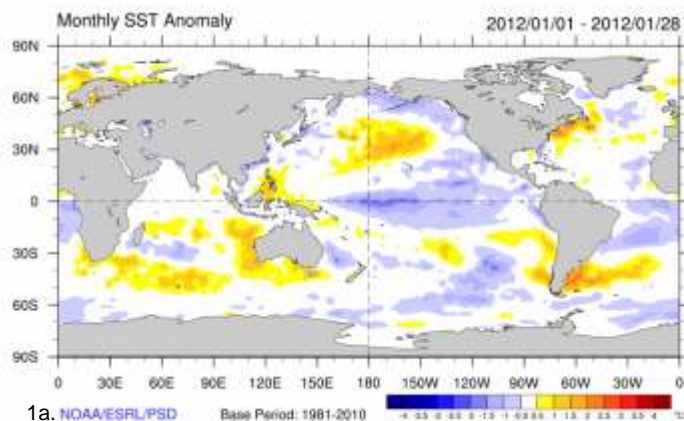 Monthly SST Anomaly 2012/01/01 - 2012/01/28
90N
60N
30N
0
30S
60S
90S
0 30E 60E 90E 120E 150E 180 150W 120W 90W 60W 30W 0
1a. NOAA/ESRL/PSD Base Period: 1981-2010